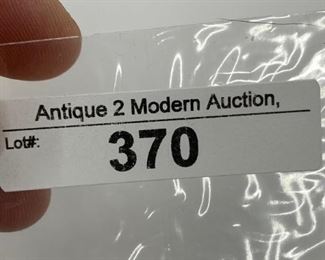 Antique 2 Modern Auction,
Lot#: 370